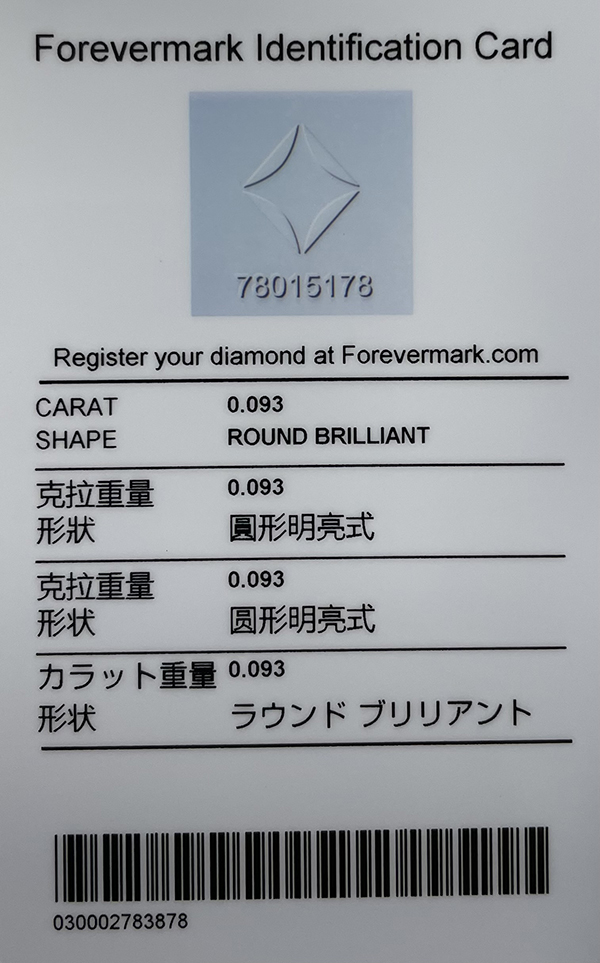 Forevermark Identification Card
78015178
Register your diamond at Forevermark.com
CARAT 0.093
SHAPE ROUND BRILLIANT
克拉重量 0.093
形狀 圓形明亮式
克拉重量 0.093
形状 圆形明亮式
カラット重量 0.093
形状 ラウンド ブリリアント
030002783878